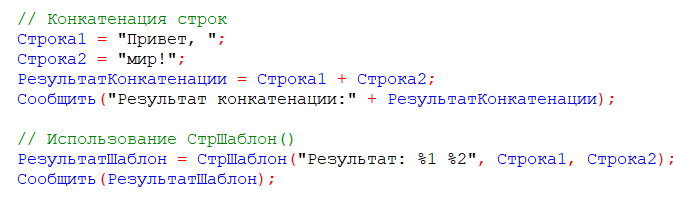 // Конкатенация строк
Строка1 = "Привет, ";
Строка2 = "мир!";
РезультатКонкатенации = Строка1 + Строка2;
Сообщить("Результат конкатенации:" + РезультатКонкатенации);
// Использование СтрШаблон()
РезультатШаблон = СтрШаблон("Результат: %1 %2", Строка1, Строка2);
Сообщить(РезультатШаблон);